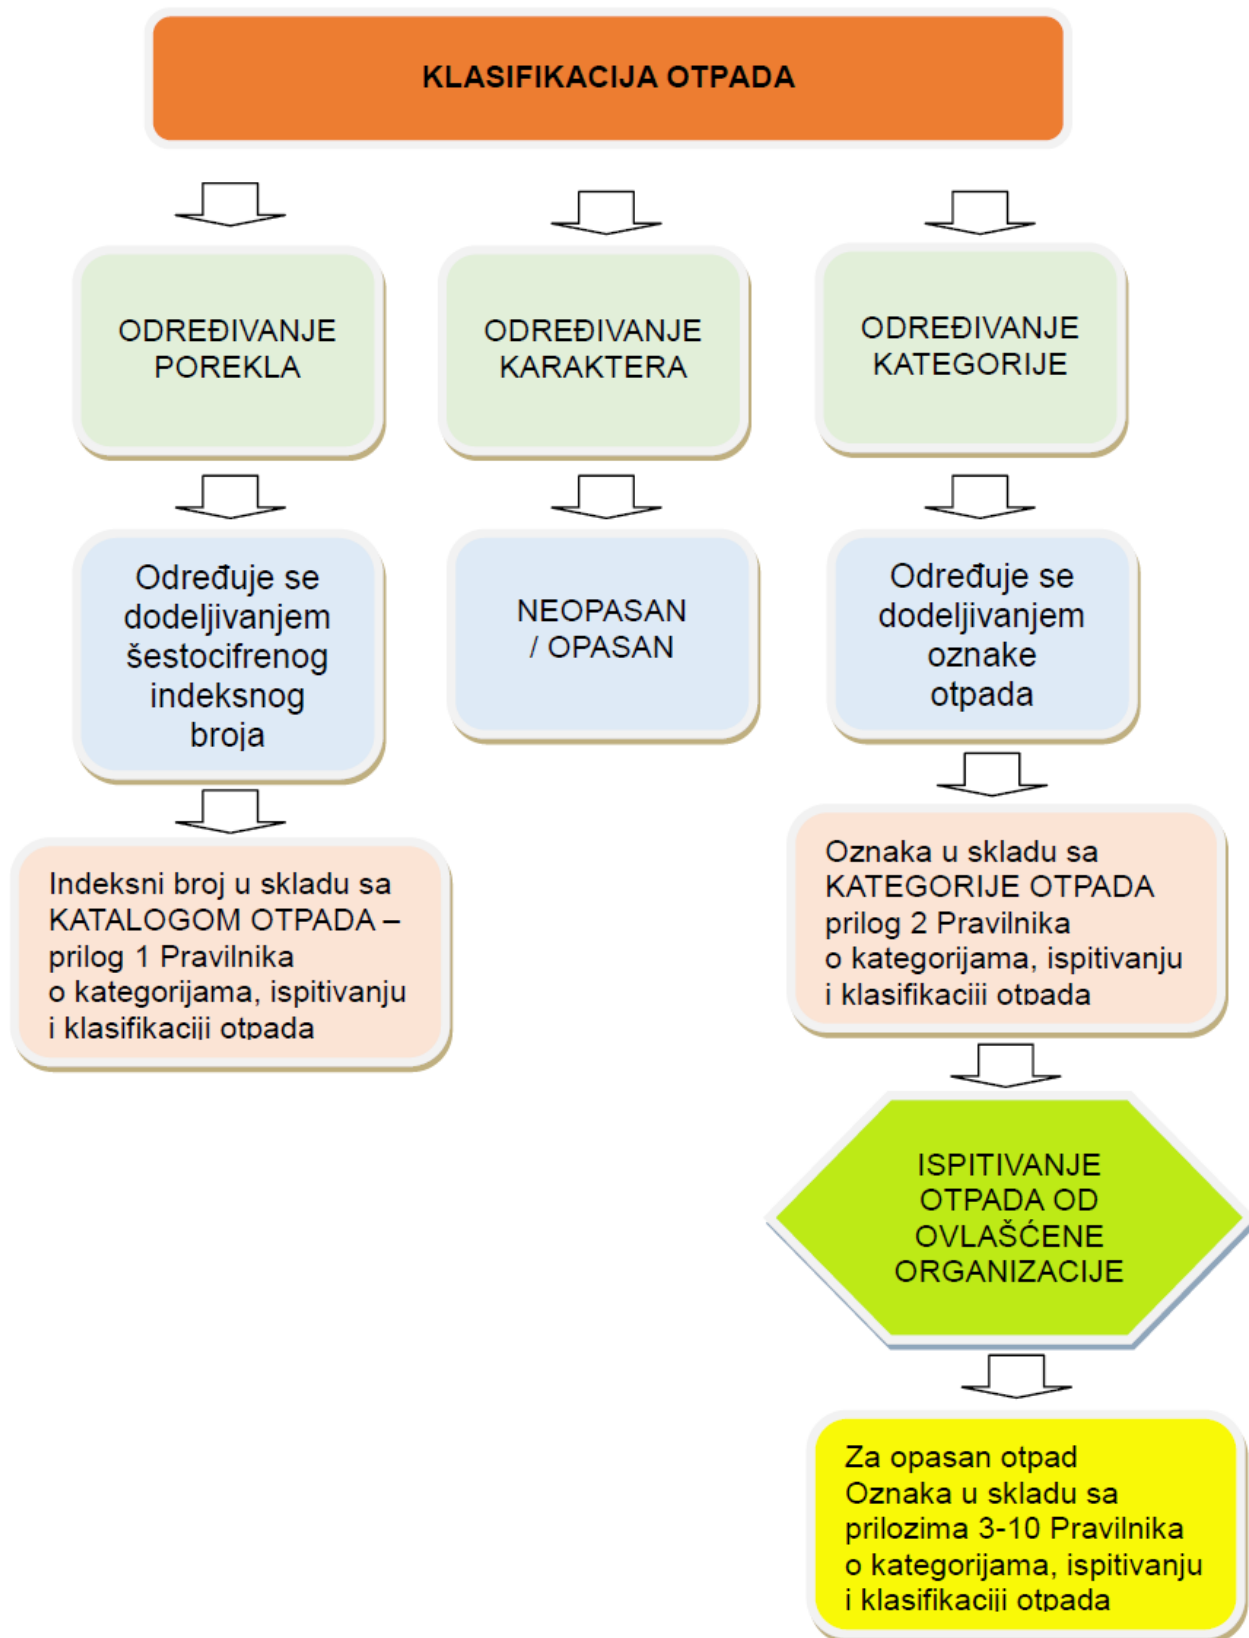 KLASIFIKACIJA OTPADA
ODREĐIVANJE
POREKLA
ODREĐIVANJE
KARAKTERA
ODREĐIVANJE
KATEGORIJE
Određuje se
dodeljivanjem
šestocifrenog
indeksnog
broja
NEOPASAN
/ OPASAN
Određuje se
dodeljivanjem
oznake
otpada
Indeksni broj u skladu sa
KATALOGOM OTPADA –
prilog 1 Pravilnika
o kategorijama, ispitivanju
i klasifikaciji otpada
Oznaka u skladu sa
KATEGORIJE OTPADA
prilog 2 Pravilnika
o kategorijama, ispitivanju
i klasifikaciji otpada
ISPITIVANJE
OTPADA OD
OVLAŠĆENE
ORGANIZACIJE
Za opasan otpad
Oznaka u skladu sa
prilozima 3-10 Pravilnika
o kategorijama, ispitivanju
i klasifikaciji otpada